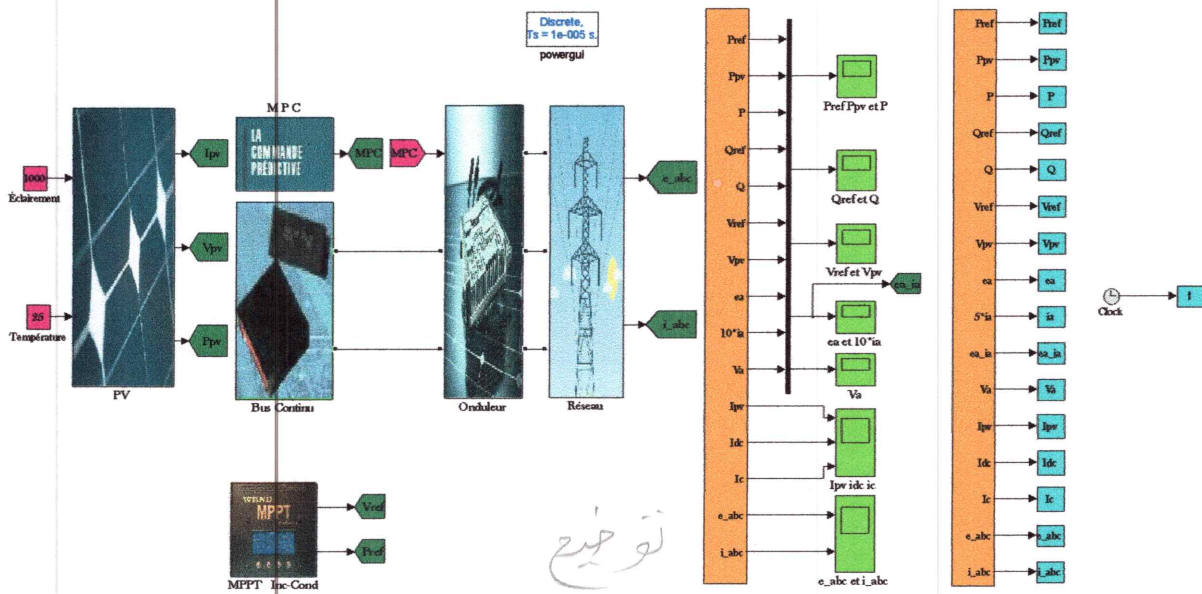 Discrete,
Ts = 1e-005 s.
powergui
1000
Éclairement
25
Température
PV
Ipv
Vpv
Ppv
MPC
LA
COMMANDE
PRÉDICTIVE
MPC
MPC
Bus Continu
Onduleur
Réseau
e_abc
i_abc
MPPT
MPPT Inc-Cond
Vref
Pref
Pref
Ppv
P
Qref
Q
Vref
Vpv
ea
10*ia
Va
Ipv
Idc
Ic
e_abc
i_abc
Pref Ppv et P
Qref et Q
Vref et Vpv
ea_ia
ea et 10*ia
Va
Ipv idc ic
e_abc et i_abc
توضيح
Pref
Ppv
P
Qref
Q
Vref
Vpv
ea
5*ia
ea_ia
Va
Ipv
Idc
Ic
e_abc
i_abc
Pref
Ppv
P
Qref
Q
Vref
Vpv
ea
ia
ea_ia
Va
Ipv
Idc
Ic
e_abc
i_abc
Clock
t